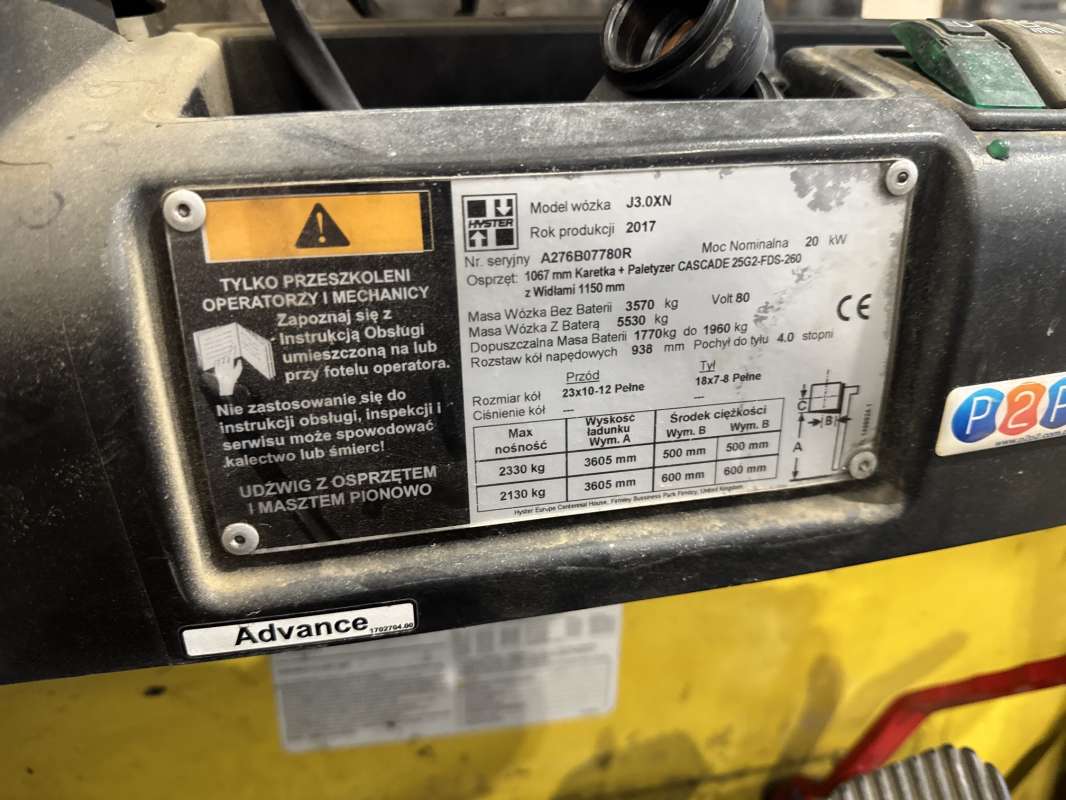 TYLKO PRZESZKOLENI
OPERATORZY I MECHANICY
Zapoznaj się z
Instrukcją Obsługi
umieszczoną na lub
przy fotelu operatora.
Nie zastosowanie się do
instrukcji obsługi, inspekcji i
serwisu może spowodować
kalectwo lub śmierć!
UDŹWIG Z OSPRZĘTEM
I MASZTEM PIONOWO
HYSTER
Model wózka J3.0XN
Rok produkcji 2017
Nr. seryjny A276B07780R Moc Nominalna 20 kW
Osprzęt: 1067 mm Karetka + Paletyzer CASCADE 25G2-FDS-260
z Widłami 1150 mm
Masa Wózka Bez Baterii 3570 kg Volt 80
Masa Wózka Z Baterą 5530 kg
Dopuszczalna Masa Baterii 1770kg do 1960 kg
Rozstaw kół napędowych 938 mm Pochył do tyłu 4.0 stopni
CE
Przód Tył
Rozmiar kół 23x10-12 Pełne 18x7-8 Pełne
Ciśnienie kół --- ---
Max nośność Wyskość ładunku Wym. A Środek ciężkości Wym. B Wym. B
2330 kg 3605 mm 500 mm 500 mm
2130 kg 3605 mm 600 mm 600 mm
C
B
A
Hyster Europe Centennial House, Frimley Bussiness Park Frimley, United Kingdom
P2P
Advance 1702704.00